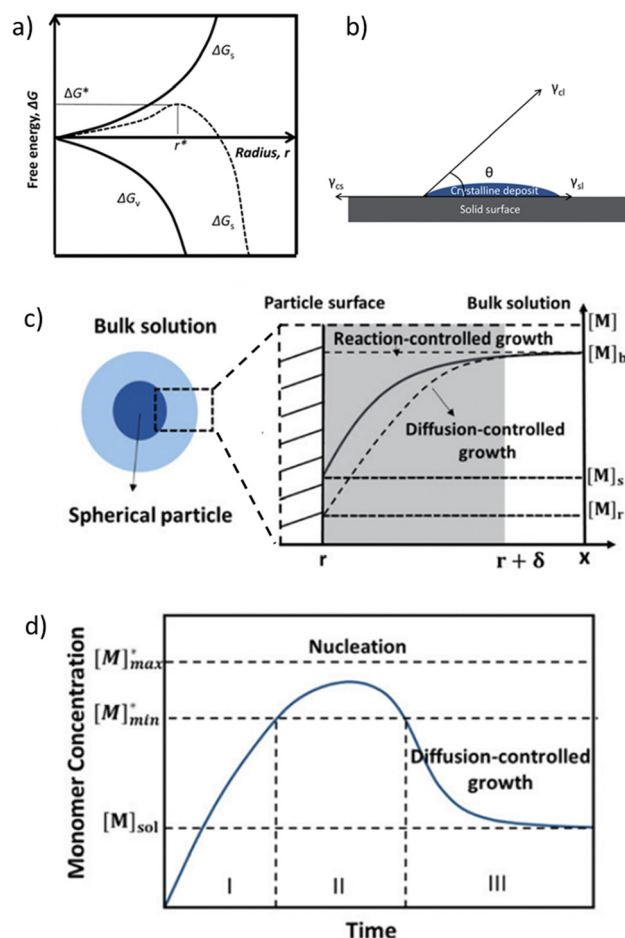 a)
Free energy, ΔG
ΔG*
ΔGs
r*
Radius, r
ΔGv
ΔGs
b)
γcl
θ
γcs
Crystalline deposit
γsl
Solid surface
c)
Bulk solution
Spherical particle
Particle surface
Bulk solution
[M]
Reaction-controlled growth
[M]b
Diffusion-controlled
growth
[M]s
[M]r
r
r + δ
x
d)
Monomer Concentration
[M]*max
Nucleation
[M]*min
Diffusion-controlled
growth
[M]sol
I
II
III
Time